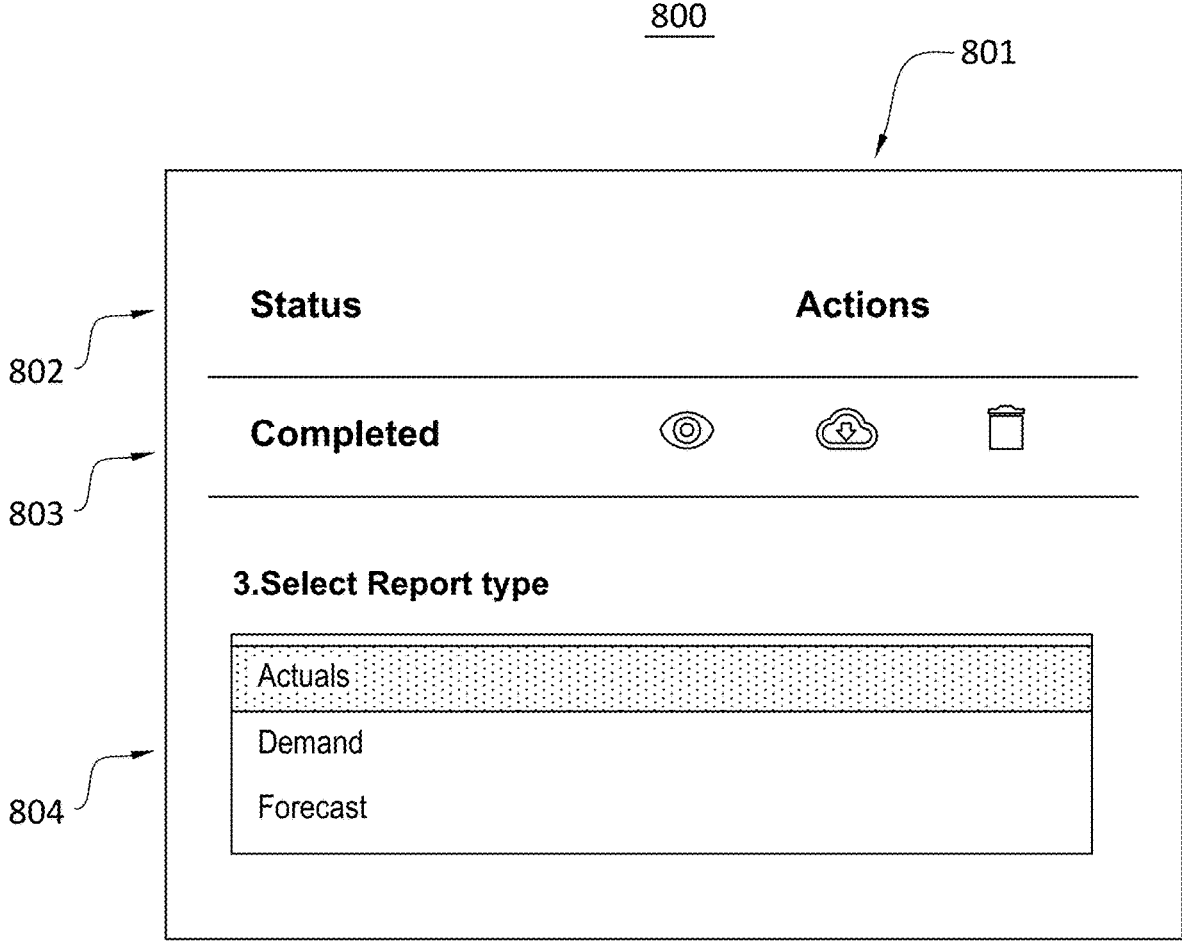 800
801
Status Actions
802
Completed
803
3.Select Report type
Actuals
Demand
804
Forecast